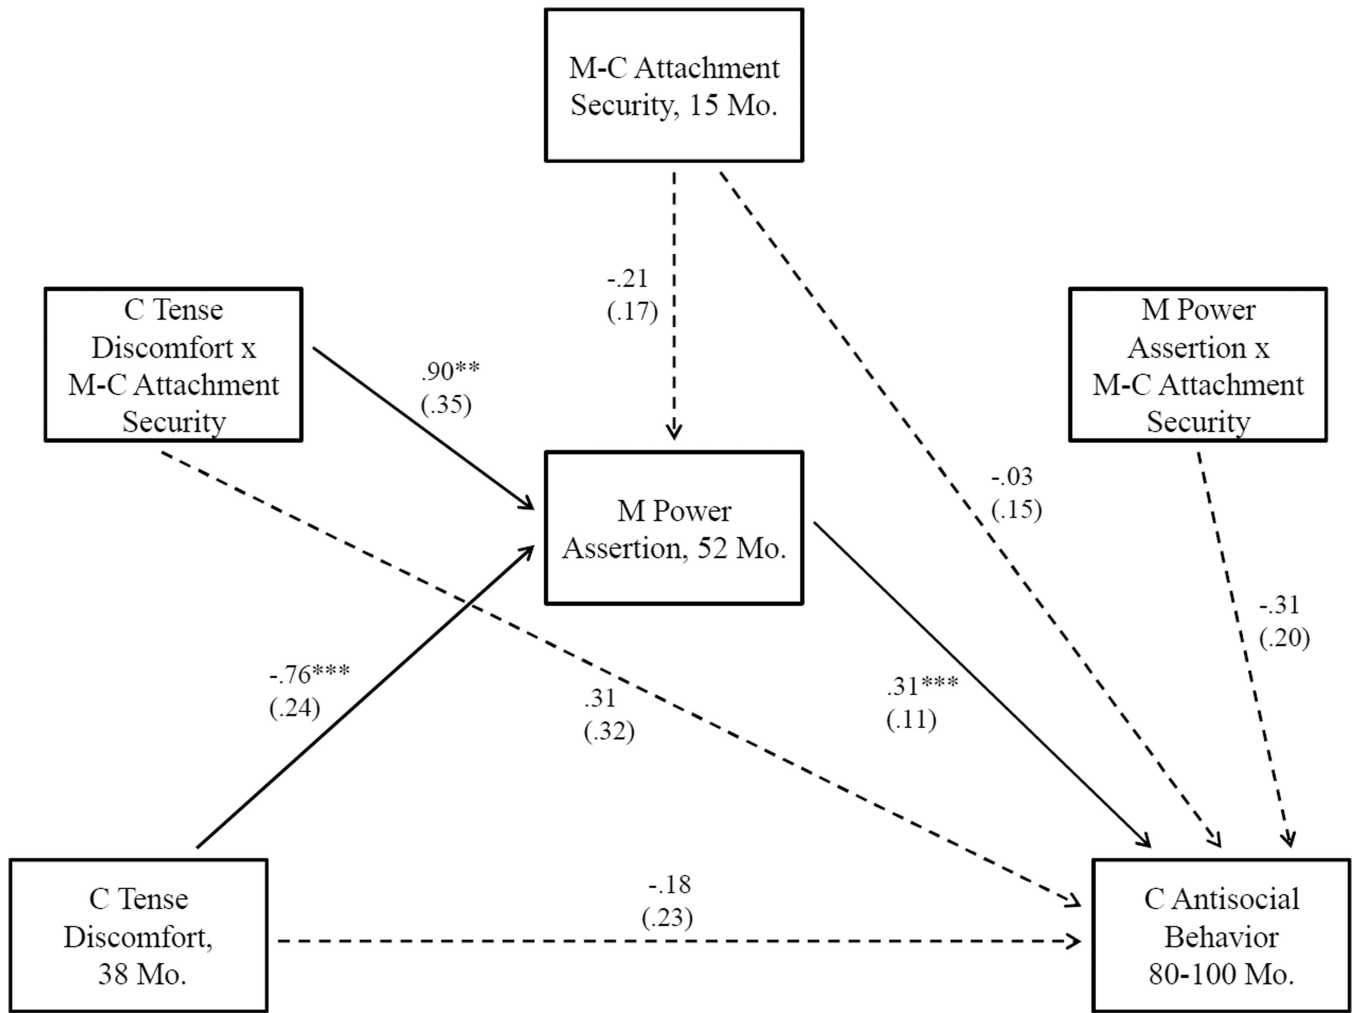 M-C Attachment
Security, 15 Mo.
-.21
(.17)
C Tense
Discomfort x
M-C Attachment
Security
M Power
Assertion x
M-C Attachment
Security
.90**
(.35)
M Power
Assertion, 52 Mo.
-.03
(.15)
-.31
(.20)
-.76***
(.24)
.31
(.32)
.31***
(.11)
C Tense
Discomfort,
38 Mo.
-.18
(.23)
C Antisocial
Behavior
80-100 Mo.